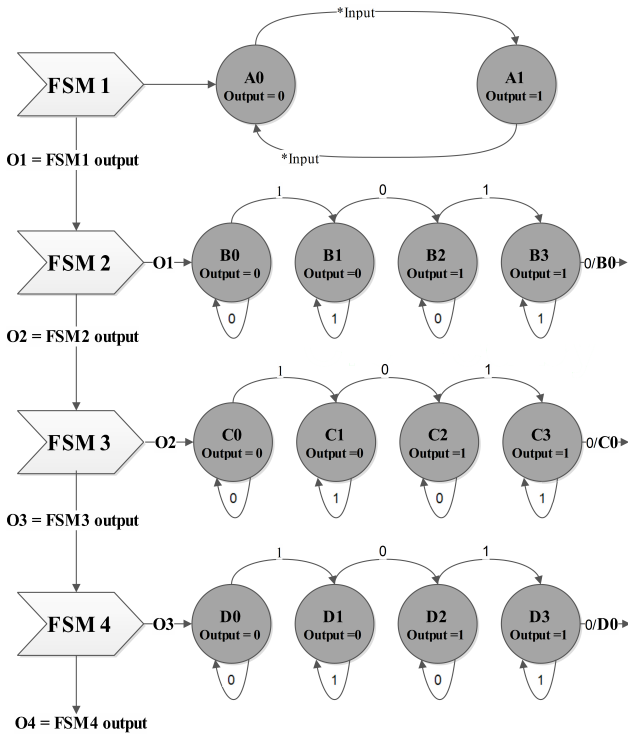 *Input
FSM 1
A0
Output = 0
A1
Output =1
*Input
O1 = FSM1 output
1 0 1
FSM 2
O1
B0
Output = 0
B1
Output =0
B2
Output =1
B3
Output =1
0/B0
0 1 0 1
O2 = FSM2 output
1 0 1
FSM 3
O2
C0
Output = 0
C1
Output =0
C2
Output =1
C3
Output =1
0/C0
0 1 0 1
O3 = FSM3 output
1 0 1
FSM 4
O3
D0
Output = 0
D1
Output =0
D2
Output =1
D3
Output =1
0/D0
0 1 0 1
O4 = FSM4 output